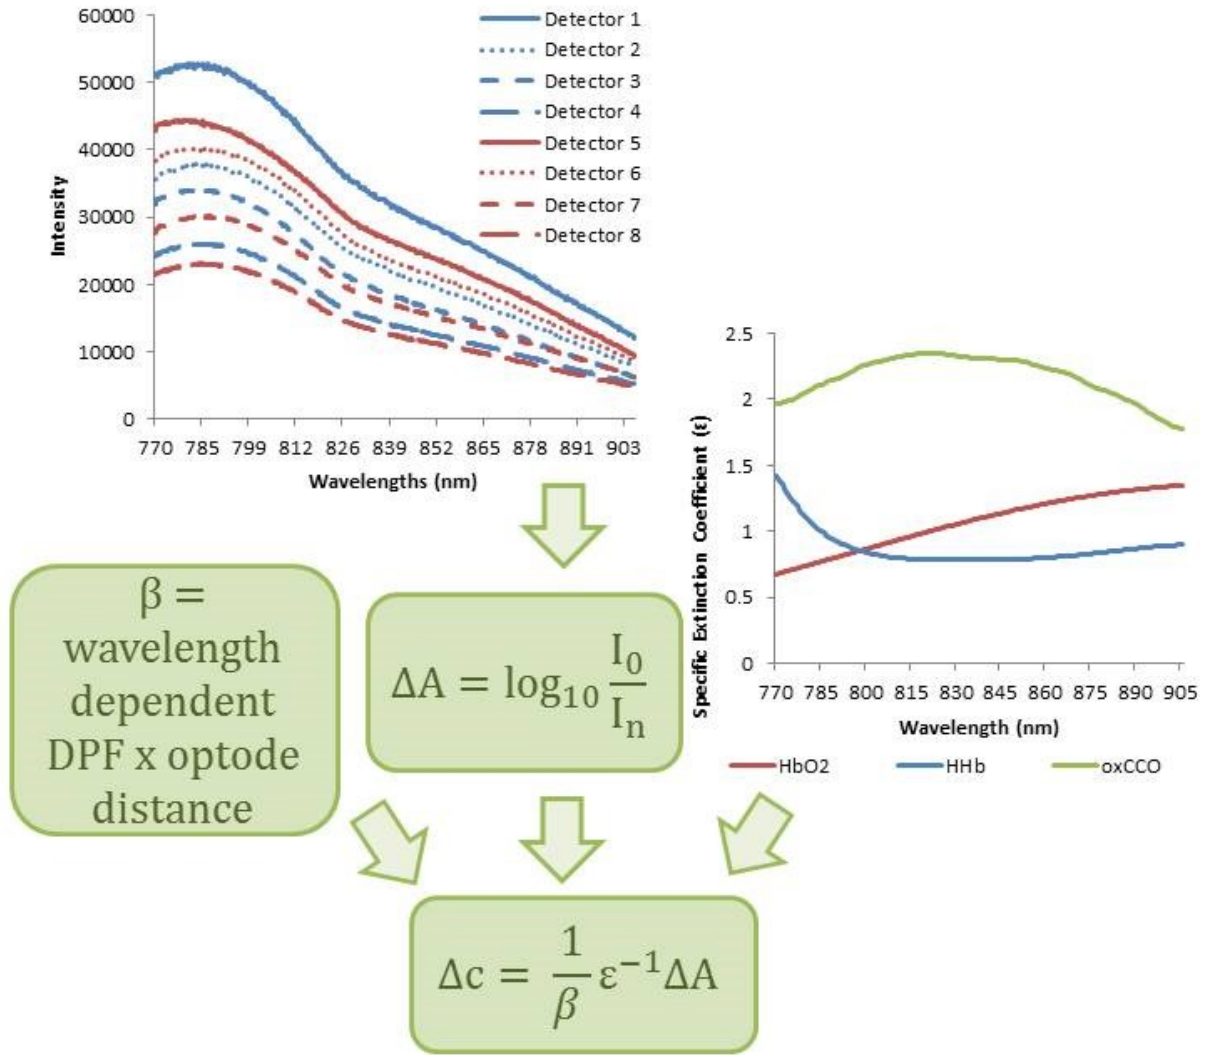 60000
50000
40000
30000
20000
10000
0
Intensity
770 785 799 812 826 839 852 865 878 891 903
Wavelengths (nm)
Detector 1
Detector 2
Detector 3
Detector 4
Detector 5
Detector 6
Detector 7
Detector 8
2.5
2
1.5
1
0.5
0
Specific Extinction Coefficient (ε)
770 785 800 815 830 845 860 875 890 905
Wavelength (nm)
HbO2 HHb oxCCO
β =
wavelength
dependent
DPF x optode
distance
ΔA = log₁₀ I₀/Iₙ
Δc = 1/β ε⁻¹ΔA